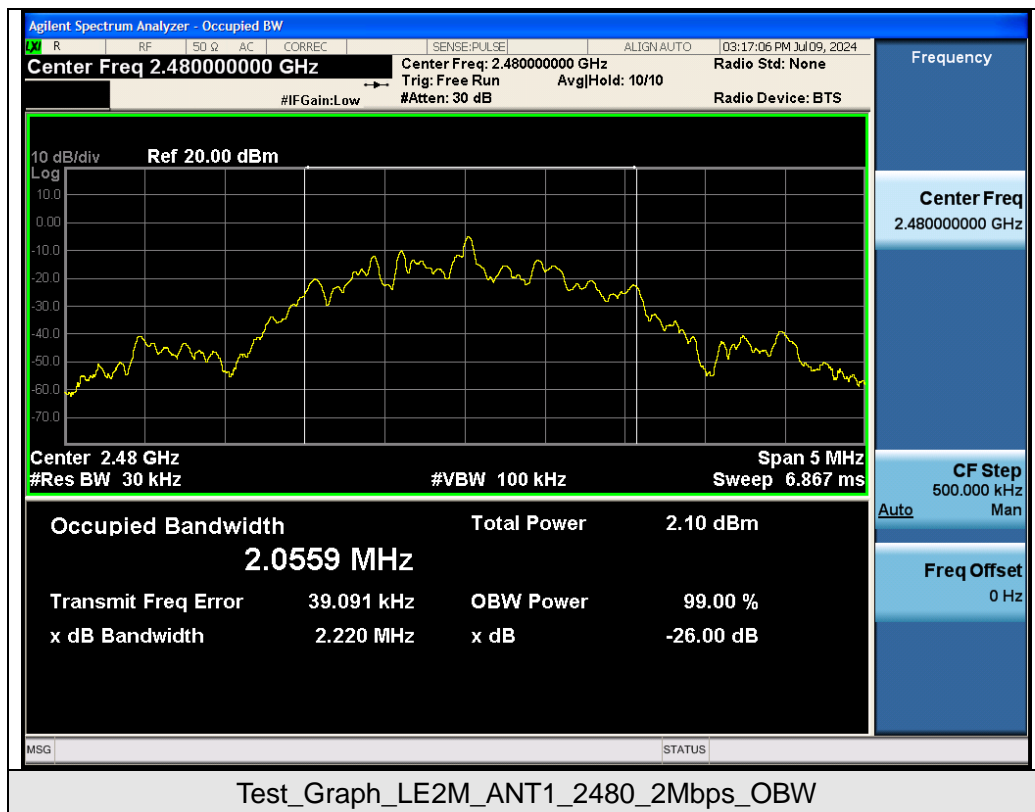 Agilent Spectrum Analyzer - Occupied BW
LXI R RF 50 Ω AC CORREC SENSE:PULSE ALIGN AUTO 03:17:06 PM Jul 09, 2024
Center Freq 2.480000000 GHz
Center Freq: 2.480000000 GHz
Radio Std: None
Trig: Free Run Avg|Hold: 10/10
#IFGain:Low #Atten: 30 dB Radio Device: BTS
10 dB/div Ref 20.00 dBm
Log
10.0
0.00
-10.0
-20.0
-30.0
-40.0
-50.0
-60.0
-70.0
Center 2.48 GHz Span 5 MHz
#Res BW 30 kHz #VBW 100 kHz Sweep 6.867 ms
Occupied Bandwidth Total Power 2.10 dBm
2.0559 MHz
Transmit Freq Error 39.091 kHz OBW Power 99.00 %
x dB Bandwidth 2.220 MHz x dB -26.00 dB
MSG STATUS
Frequency
Center Freq
2.480000000 GHz
CF Step
500.000 kHz
Auto Man
Freq Offset
0 Hz
Test_Graph_LE2M_ANT1_2480_2Mbps_OBW